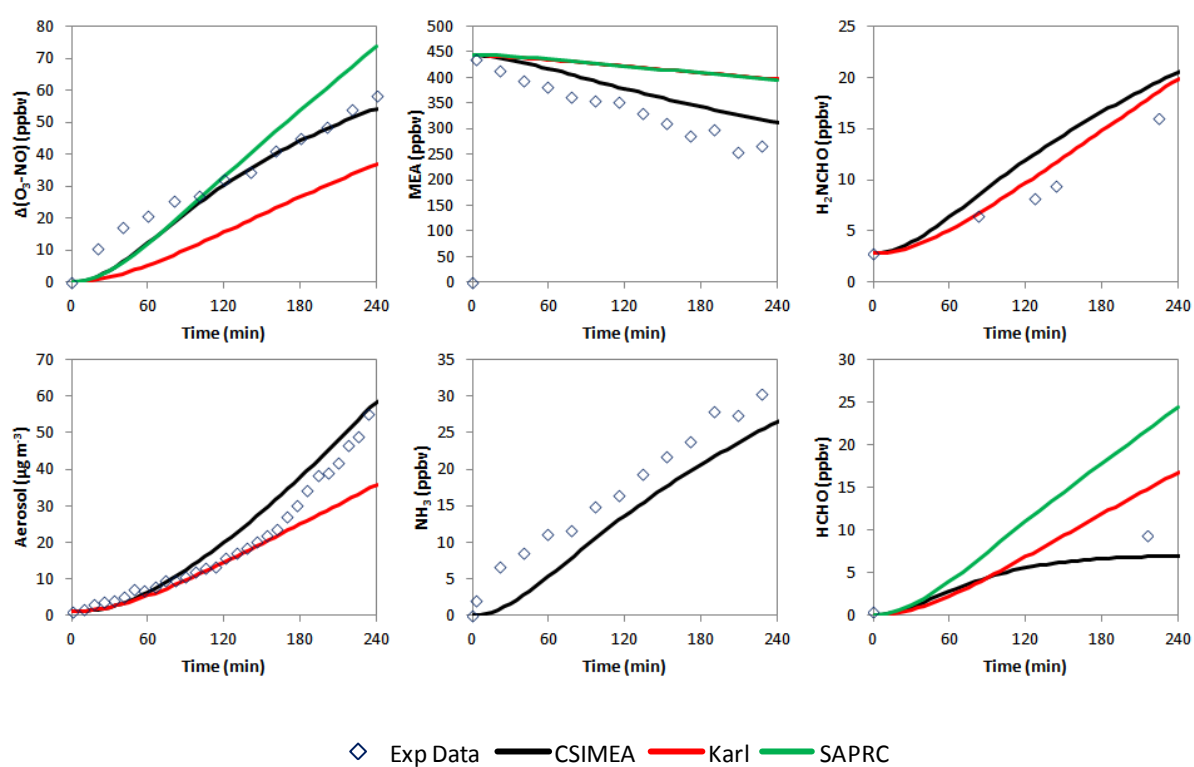 Δ(O₃-NO) (ppbv)
80
70
60
50
40
30
20
10
0
0 60 120 180 240
Time (min)
MEA (ppbv)
500
450
400
350
300
250
200
150
100
50
0
0 60 120 180 240
Time (min)
H₂NCHO (ppbv)
25
20
15
10
5
0
0 60 120 180 240
Time (min)
Aerosol (µg m⁻³)
70
60
50
40
30
20
10
0
0 60 120 180 240
Time (min)
NH₃ (ppbv)
35
30
25
20
15
10
5
0
0 60 120 180 240
Time (min)
HCHO (ppbv)
30
25
20
15
10
5
0
0 60 120 180 240
Time (min)
Exp Data CSIMEA Karl SAPRC